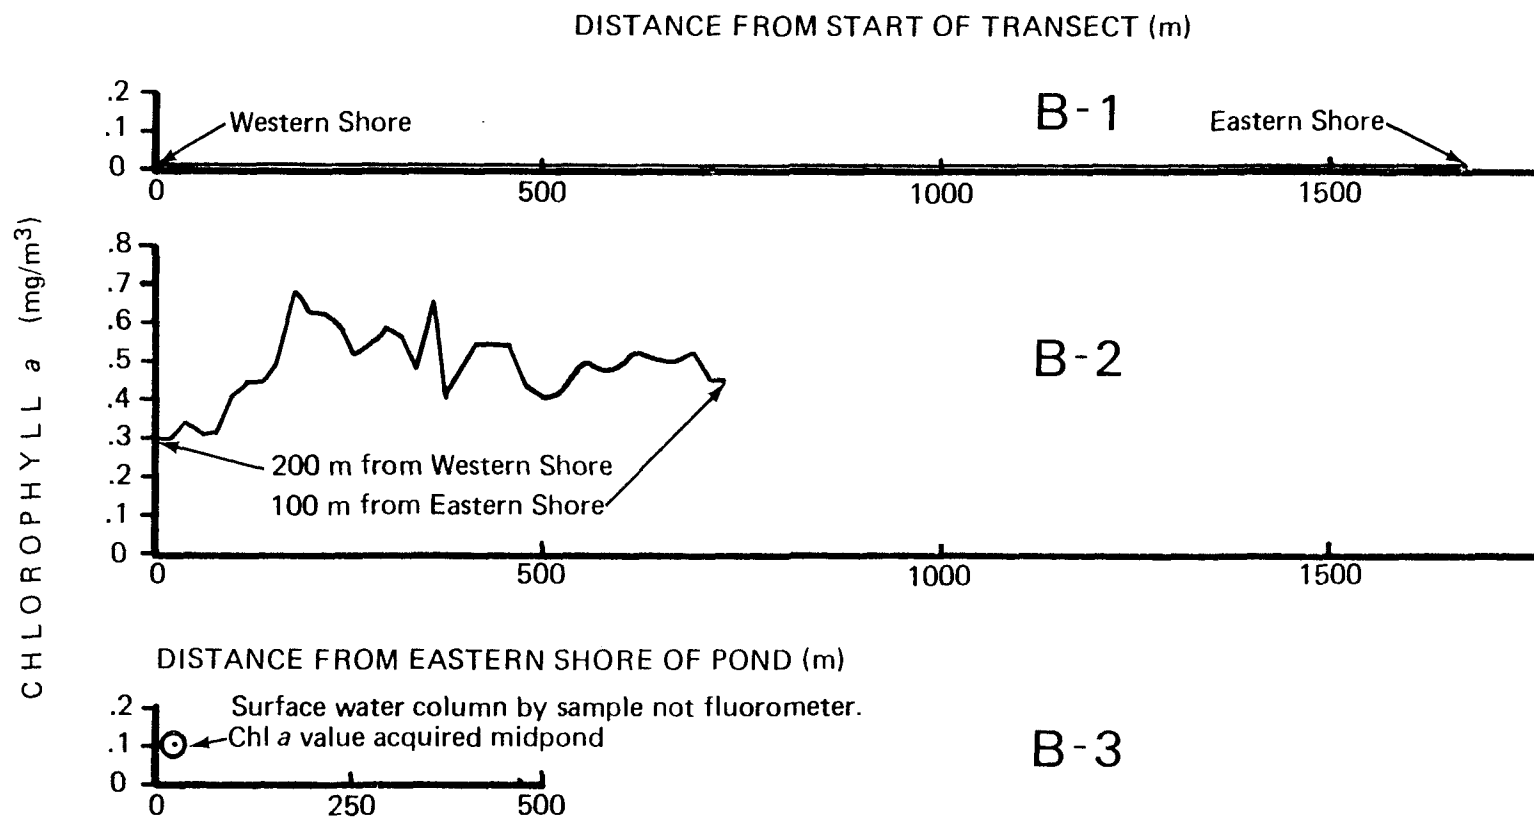 DISTANCE FROM START OF TRANSECT (m)
.2
.1
0
Western Shore
B-1
Eastern Shore
0
500
1000
1500
CHLOROPHYLL a (mg/m³)
.8
.7
.6
.5
.4
.3
.2
.1
0
B-2
200 m from Western Shore
100 m from Eastern Shore
0
500
1000
1500
DISTANCE FROM EASTERN SHORE OF POND (m)
.2
.1
0
Surface water column by sample not fluorometer.
Chl a value acquired midpond
B-3
0
250
500